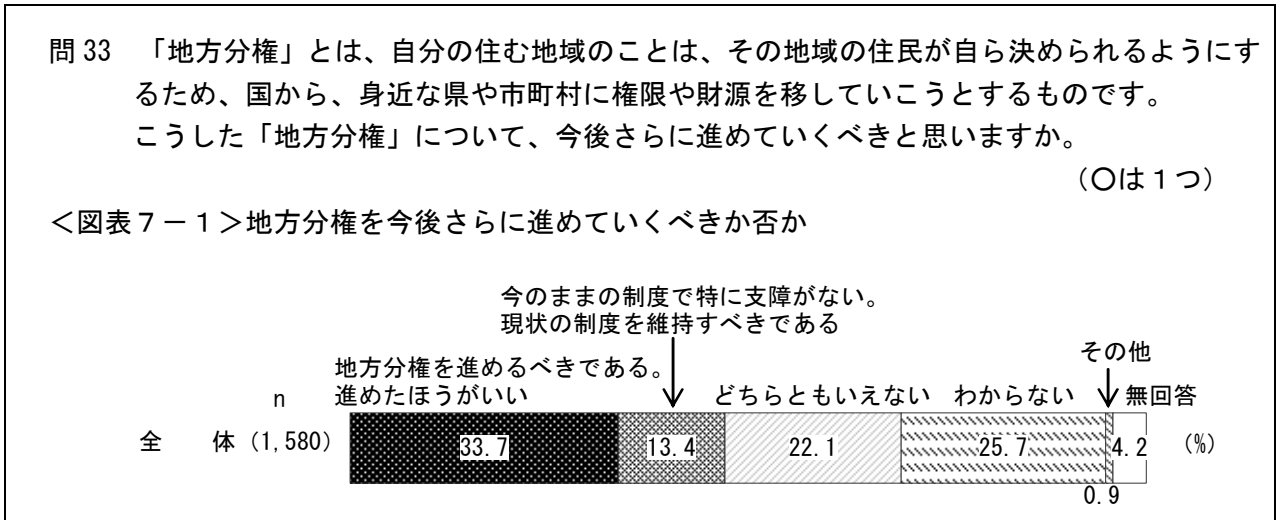 問33 「地方分権」とは、自分の住む地域のことは、その地域の住民が自ら決められるようにす
るため、国から、身近な県や市町村に権限や財源を移していこうとするものです。
こうした「地方分権」について、今後さらに進めていくべきと思いますか。
（〇は１つ）
＜図表７－１＞地方分権を今後さらに進めていくべきか否か
今のままの制度で特に支障がない。
現状の制度を維持すべきである
その他
地方分権を進めるべきである。
n 進めたほうがいい どちらともいえない わからない 無回答
全 体 (1,580) 33.7 13.4 22.1 25.7 4.2 (%)
0.9